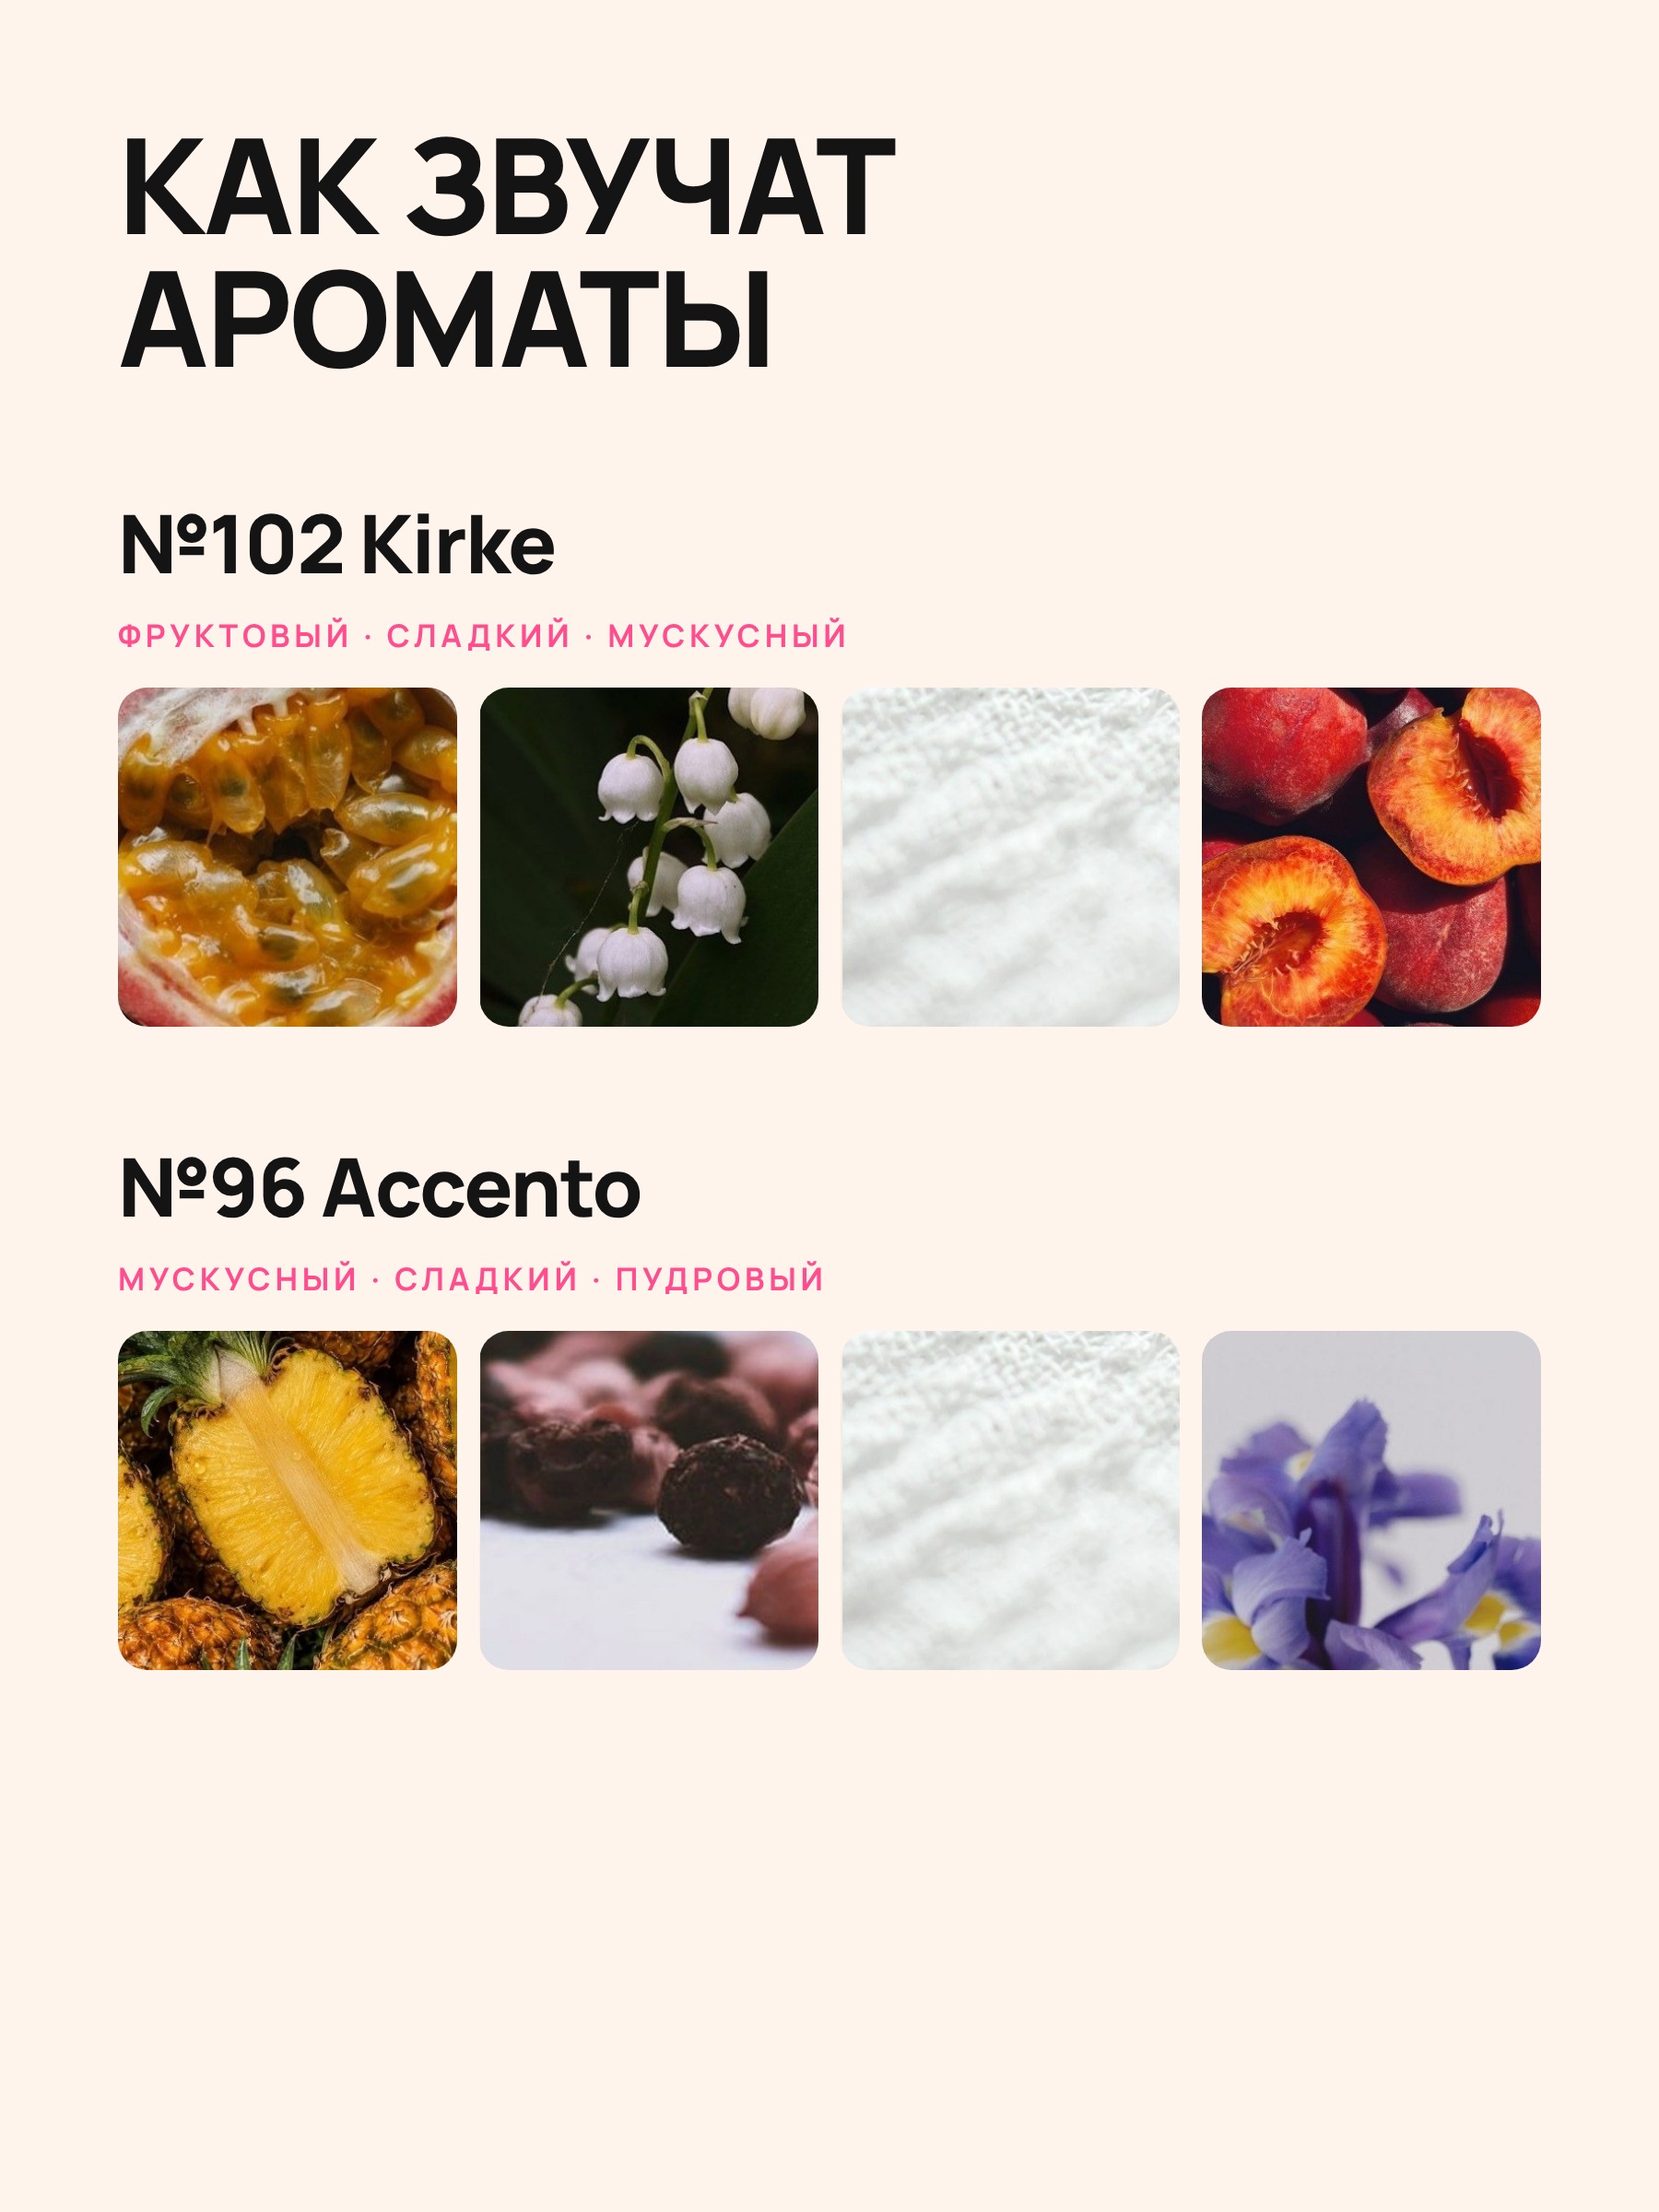 КАК ЗВУЧАТ
АРОМАТЫ
№102 Kirke
ФРУКТОВЫЙ · СЛАДКИЙ · МУСКУСНЫЙ
№96 Accento
МУСКУСНЫЙ · СЛАДКИЙ · ПУДРОВЫЙ